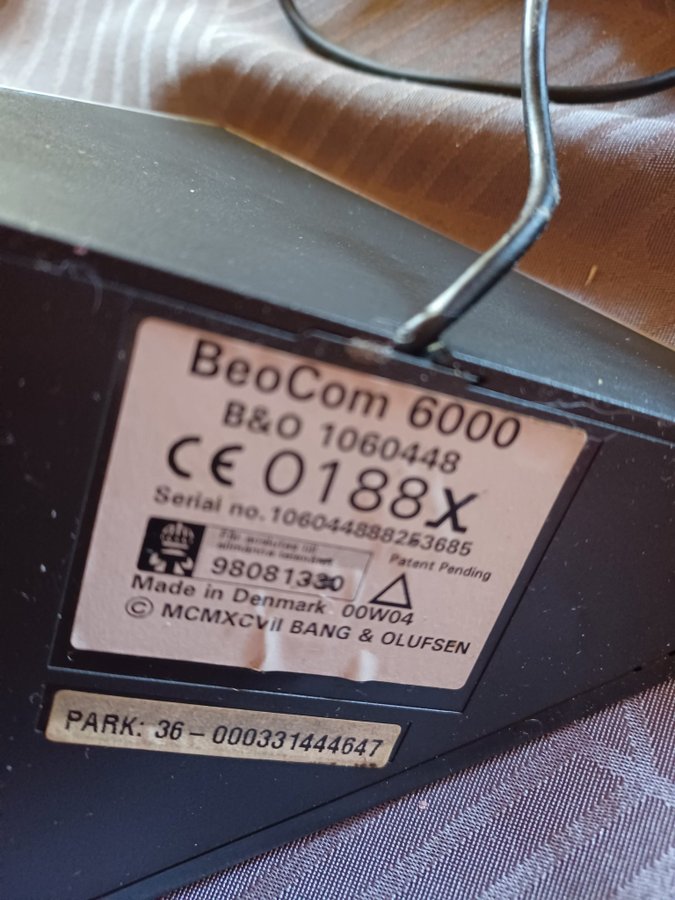 BeoCom 6000
B&O 1060448
CE 0188X
Serial no. 106044888253685
Patent Pending
98081330
Made in Denmark 00W04
© MCMXCVII BANG & OLUFSEN
PARK: 36-000331444647